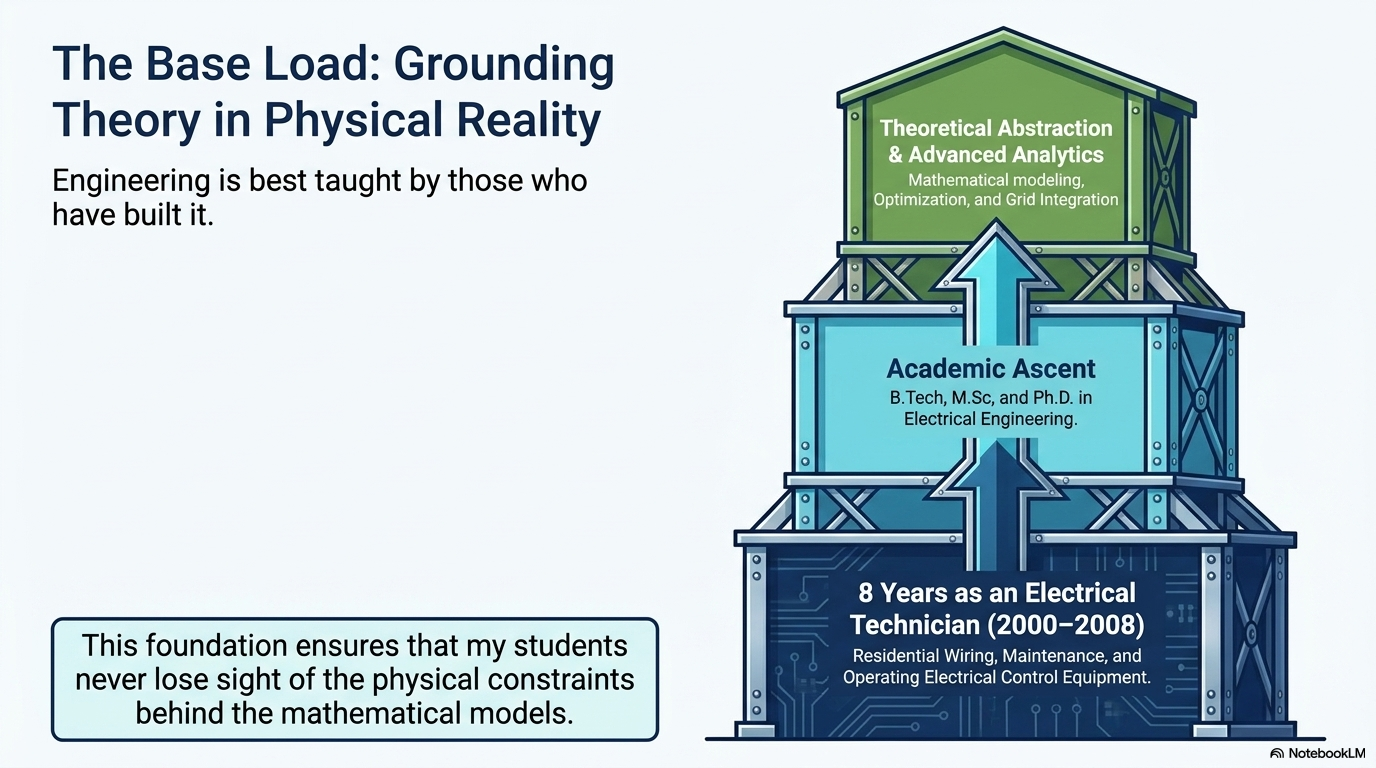 The Base Load: Grounding
Theory in Physical Reality
Engineering is best taught by those who
have built it.
This foundation ensures that my students
never lose sight of the physical constraints
behind the mathematical models.
Theoretical Abstraction
& Advanced Analytics
Mathematical modeling,
Optimization, and Grid Integration
Academic Ascent
B.Tech, M.Sc, and Ph.D. in
Electrical Engineering.
8 Years as an Electrical
Technician (2000–2008)
Residential Wiring, Maintenance, and
Operating Electrical Control Equipment.
NotebookLM